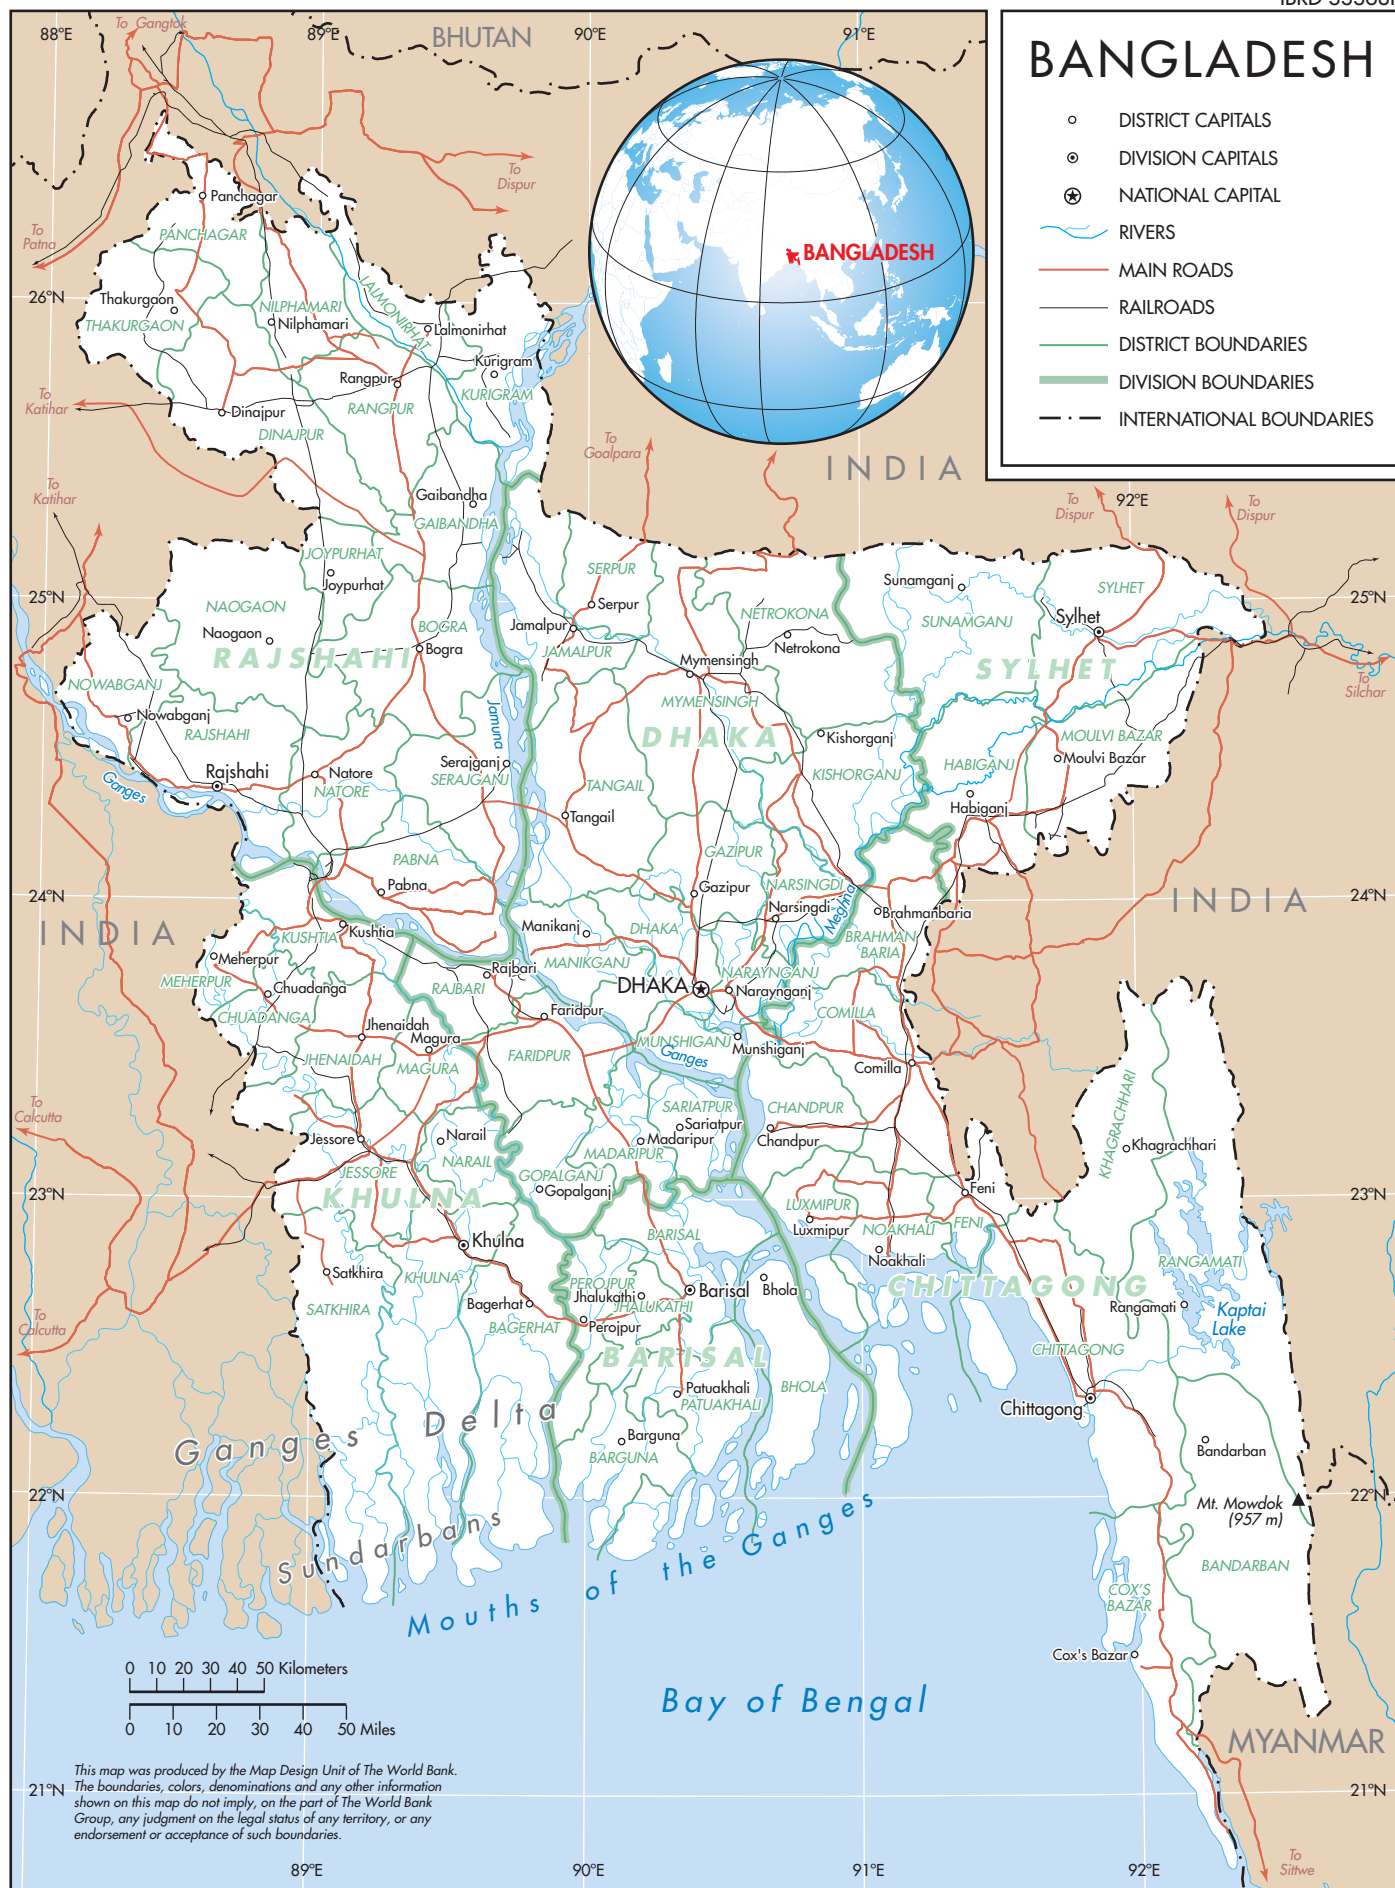 BANGLADESH
DISTRICT CAPITALS
DIVISION CAPITALS
NATIONAL CAPITAL
RIVERS
MAIN ROADS
RAILROADS
DISTRICT BOUNDARIES
DIVISION BOUNDARIES
INTERNATIONAL BOUNDARIES
88°E
To Gangtok
89°E
BHUTAN
90°E
91°E
To
Dispur
To
Patna
Panchagar
PANCHAGAR
BANGLADESH
26°N
Thakurgaon
THAKURGAON
NILPHAMARI
Nilphamari
LALMONIRHAT
Lalmonirhat
Kurigram
KURIGRAM
Rangpur
RANGPUR
To
Katihar
Dinajpur
DINAJPUR
To
Goalpara
INDIA
To
Katihar
Gaibandha
GAIBANDHA
To
Dispur
92°E
To
Dispur
JOYPURHAT
Joypurhat
SERPUR
Serpur
Sunamganj
SUNAMGANJ
SYLHET
Sylhet
25°N
25°N
NAOGAON
Naogaon
BOGRA
Bogra
Jamalpur
JAMALPUR
NETROKONA
Netrokona
RAJSHAHI
SYLHET
Mymensingh
MYMENSINGH
To
Silchar
NOWABGANJ
Nowabganj
RAJSHAHI
Jamuna
DHAKA
Kishorganj
KISHORGANJ
MOULVI BAZAR
Moulvi Bazar
HABIGANJ
Habiganj
Rajshahi
Ganges
Natore
NATORE
Serajganj
SERAJGANJ
TANGAIL
Tangail
PABNA
Pabna
GAZIPUR
Gazipur
NARSINGDI
Narsingdi
Meghna
24°N
24°N
INDIA
INDIA
Brahmanbaria
BRAHMAN
BARIA
KUSHTIA
Kushtia
Manikanj
MANIKGANJ
DHAKA
Meherpur
MEHERPUR
Chuadanga
CHUADANGA
Rajbari
RAJBARI
DHAKA
NARAYNGANJ
Naraynganj
COMILLA
Comilla
Faridpur
FARIDPUR
Jhenaidah
JHENAIDAH
Magura
MAGURA
MUNSHIGANJ
Munshiganj
Ganges
To
Calcutta
SARIATPUR
Sariatpur
CHANDPUR
Chandpur
Madaripur
MADARIPUR
KHAGRACHHARI
Khagrachhari
Jessore
JESSORE
Narail
NARAIL
GOPALGANJ
Gopalganj
23°N
23°N
KHULNA
Feni
FENI
LUXMIPUR
Luxmipur
NOAKHALI
Noakhali
Khulna
KHULNA
BARISAL
Barisal
Bhola
BHOLA
CHITTAGONG
RANGAMATI
Rangamati
Kaptai
Lake
Satkhira
SATKHIRA
Bagerhat
BAGERHAT
PEROJPUR
Jhalukathi
JHALUKATHI
Perojpur
To
Calcutta
BARISAL
CHITTAGONG
Chittagong
Patuakhali
PATUAKHALI
Barguna
BARGUNA
Bandarban
BANDARBAN
Ganges Delta
22°N
22°N
Mt. Mowdok
(957 m)
Sundarbans
Mouths of the Ganges
COX'S
BAZAR
Cox's Bazar
0 10 20 30 40 50 Kilometers
0 10 20 30 40 50 Miles
Bay of Bengal
MYANMAR
This map was produced by the Map Design Unit of The World Bank.
The boundaries, colors, denominations and any other information
shown on this map do not imply, on the part of The World Bank
Group, any judgment on the legal status of any territory, or any
endorsement or acceptance of such boundaries.
21°N
21°N
To
Sittwe
89°E
90°E
91°E
92°E